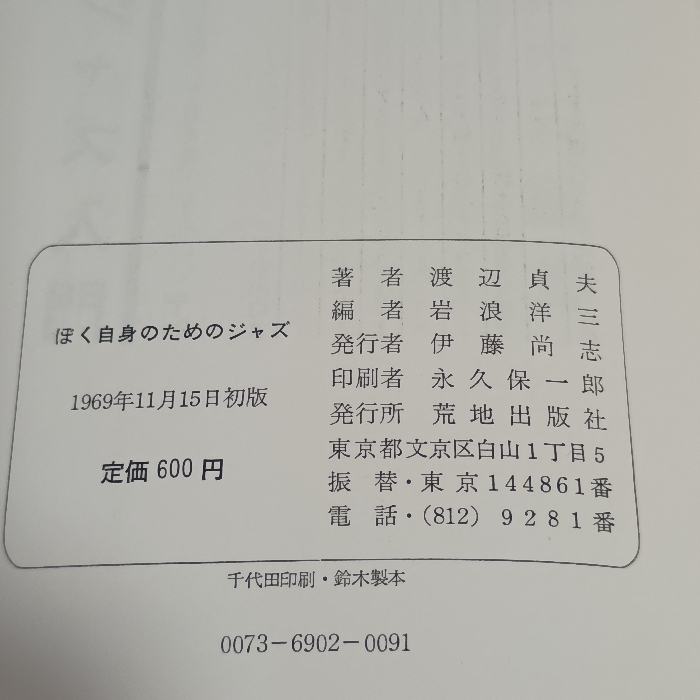 ぼく自身のためのジャズ
1969年11月15日初版
定価 600 円
著者 渡辺貞夫
編者 岩浪洋三
発行者 伊藤尚志
印刷者 永久保一郎
発行所 荒地出版社
東京都文京区白山1丁目5
振替・東京144861番
電話・(812) 9281番
千代田印刷・鈴木製本
0073-6902-0091